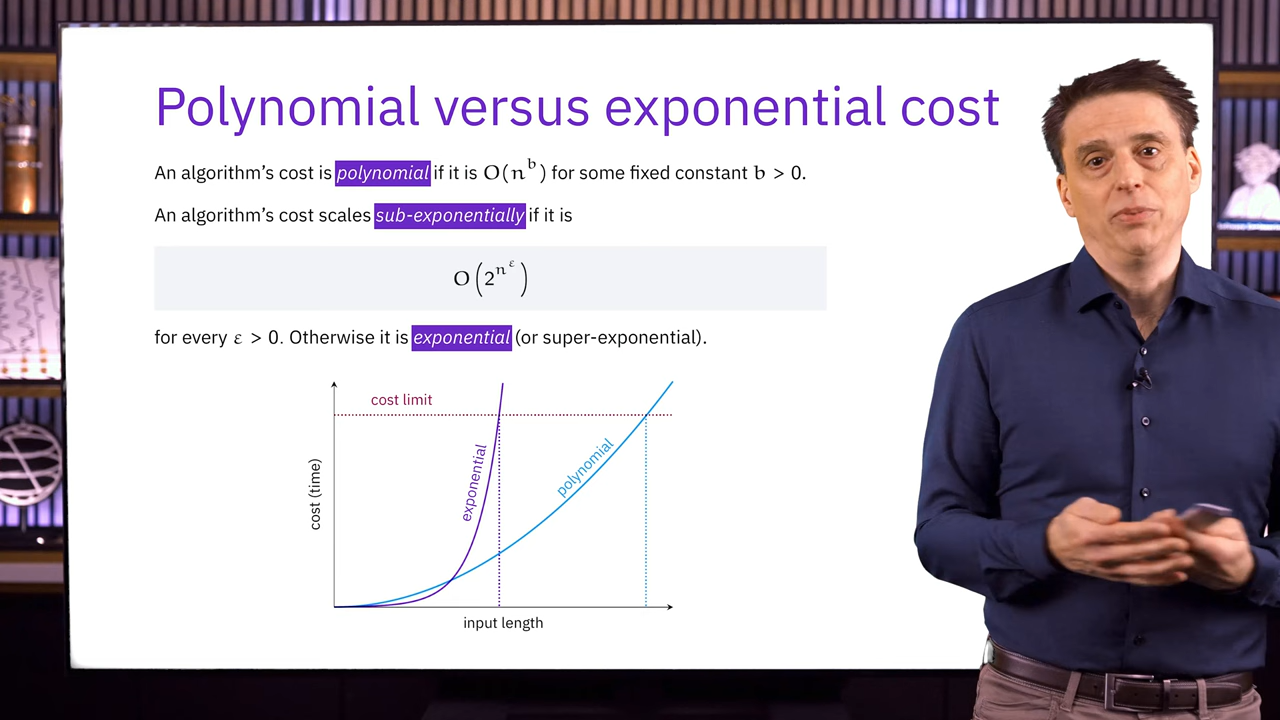 Polynomial versus exponential cost
An algorithm's cost is polynomial if it is O(n^b) for some fixed constant b > 0.
An algorithm's cost scales sub-exponentially if it is
O(2^{n^ε})
for every ε > 0. Otherwise it is exponential (or super-exponential).
cost limit
exponential
polynomial
cost (time)
input length